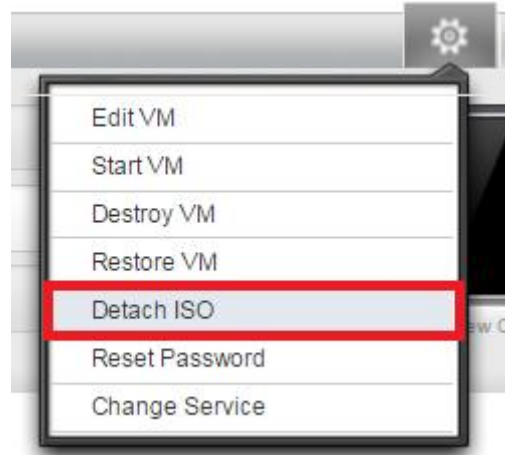 Edit VM
Start VM
Destroy VM
Restore VM
Detach ISO
Reset Password
Change Service